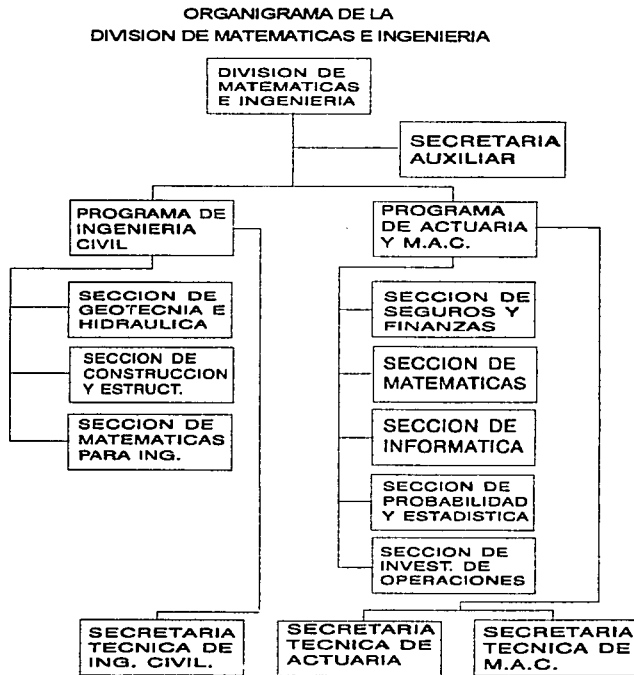 ORGANIGRAMA DE LA
DIVISION DE MATEMATICAS E INGENIERIA
DIVISION DE
MATEMATICAS
E INGENIERIA
SECRETARIA
AUXILIAR
PROGRAMA DE
INGENIERIA
CIVIL
SECCION DE
GEOTECNIA E
HIDRAULICA
SECCION DE
CONSTRUCCION
Y ESTRUCT.
SECCION DE
MATEMATICAS
PARA ING.
PROGRAMA
DE ACTUARIA
Y M.A.C.
SECCION DE
SEGUROS Y
FINANZAS
SECCION DE
MATEMATICAS
SECCION DE
INFORMATICA
SECCION DE
PROBABILIDAD
Y ESTADISTICA
SECCION DE
INVEST. DE
OPERACIONES
SECRETARIA
TECNICA DE
ING. CIVIL.
SECRETARIA
TECNICA DE
ACTUARIA
SECRETARIA
TECNICA DE
M.A.C.